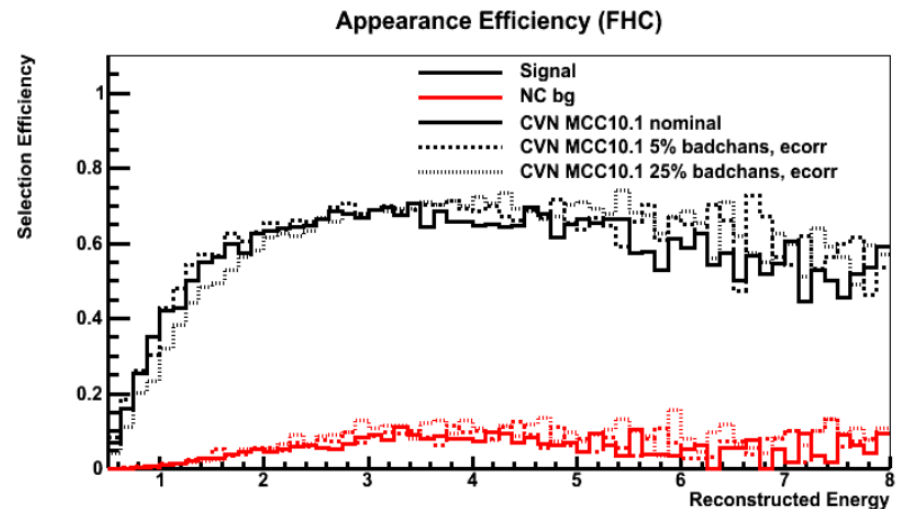 Appearance Efficiency (FHC)
Selection Efficiency
Signal
NC bg
CVN MCC10.1 nominal
CVN MCC10.1 5% badchans, ecorr
CVN MCC10.1 25% badchans, ecorr
1
0.8
0.6
0.4
0.2
0
1 2 3 4 5 6 7 8
Reconstructed Energy